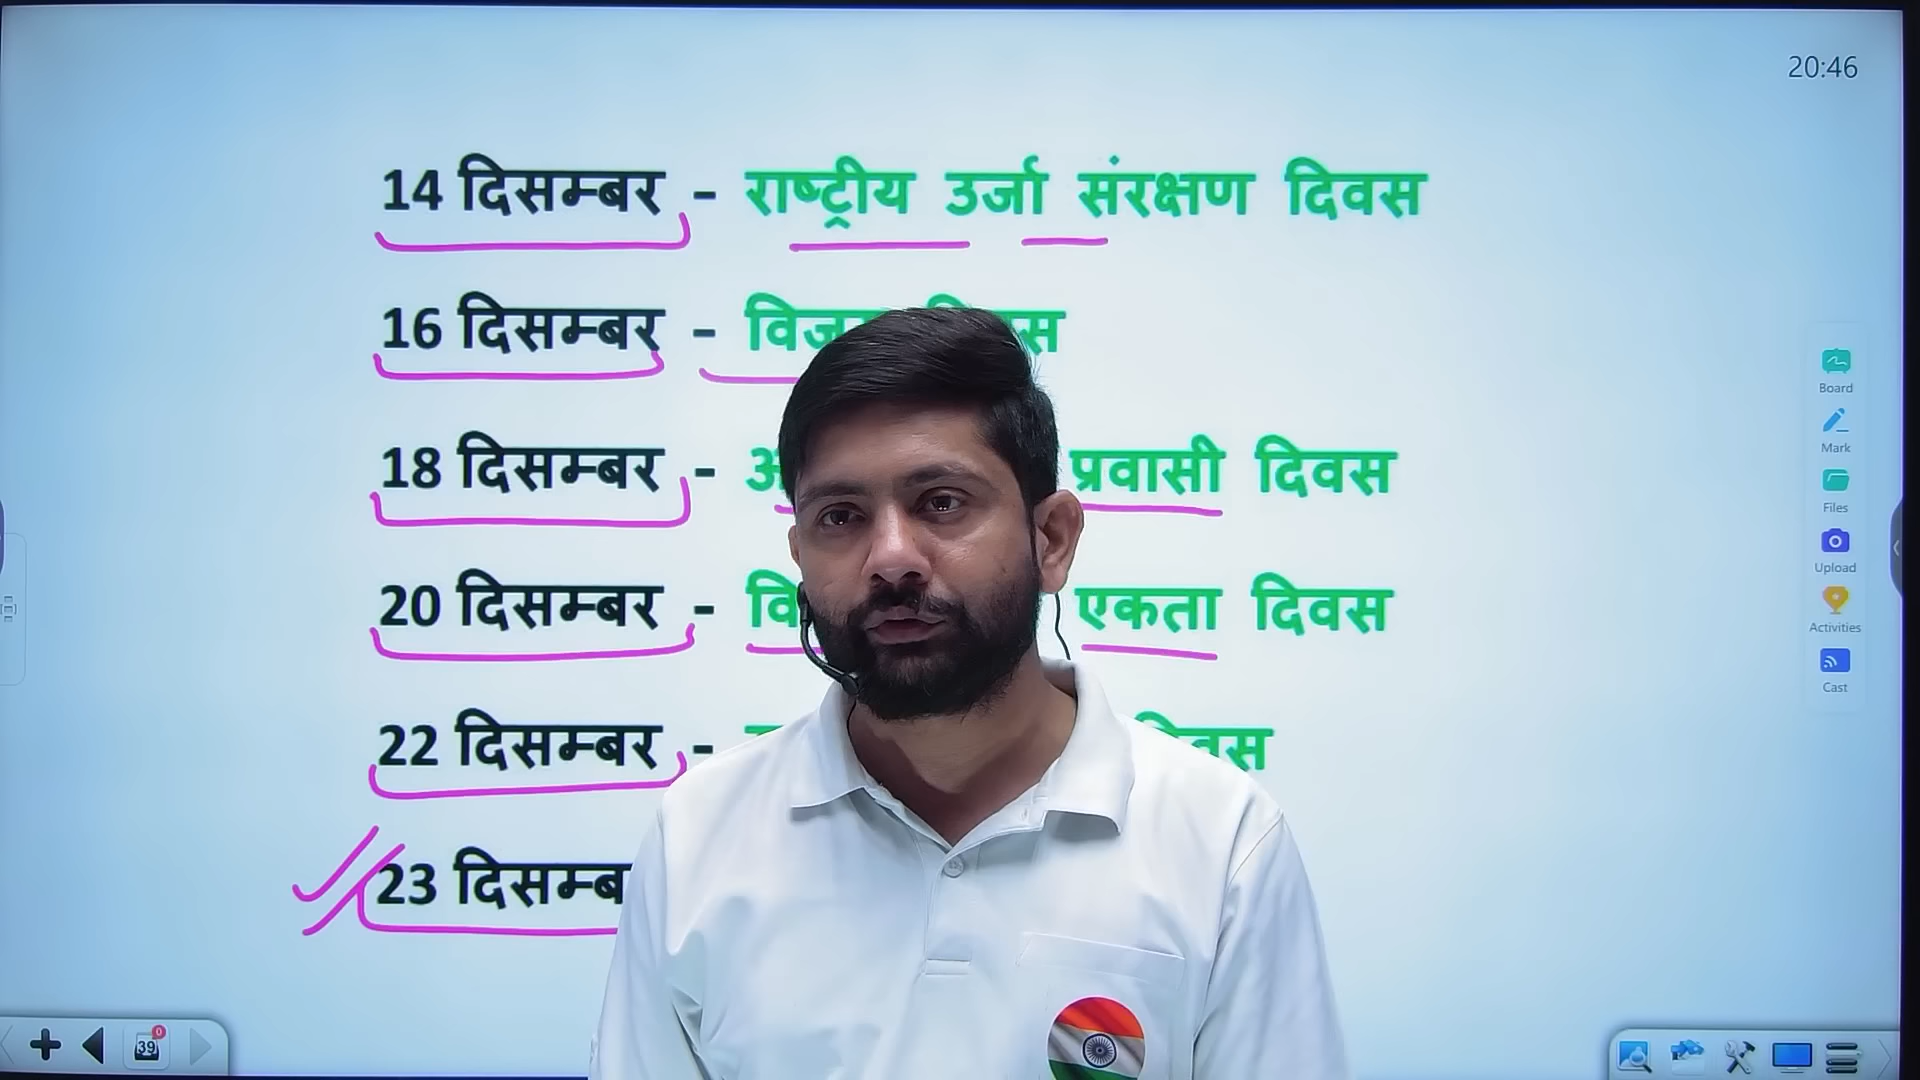 20:46
14 दिसम्बर - राष्ट्रीय उर्जा संरक्षण दिवस
16 दिसम्बर -
18 दिसम्बर - प्रवासी दिवस
20 दिसम्बर - एकता दिवस
22 दिसम्बर -
23
Board
Mark
Files
Upload
Activities
Cast
0
39